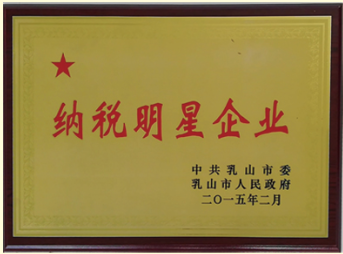 纳税明星企业
中共乳山市委
乳山市人民政府
二〇一五年二月